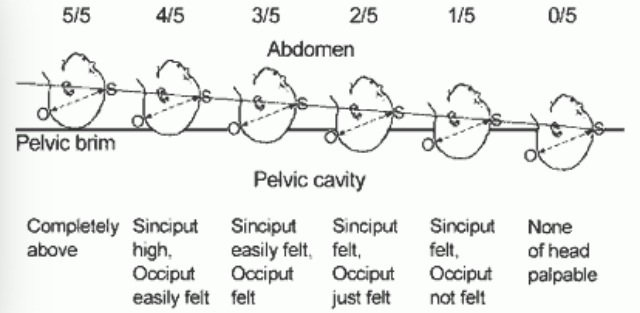 5/5 4/5 3/5 2/5 1/5 0/5
Abdomen
S S S S S S
O O O O O O
Pelvic brim
Pelvic cavity
Completely above
Sinciput high, Occiput easily felt
Sinciput easily felt, Occiput felt
Sinciput felt, Occiput just felt
Sinciput felt, Occiput not felt
None of head palpable